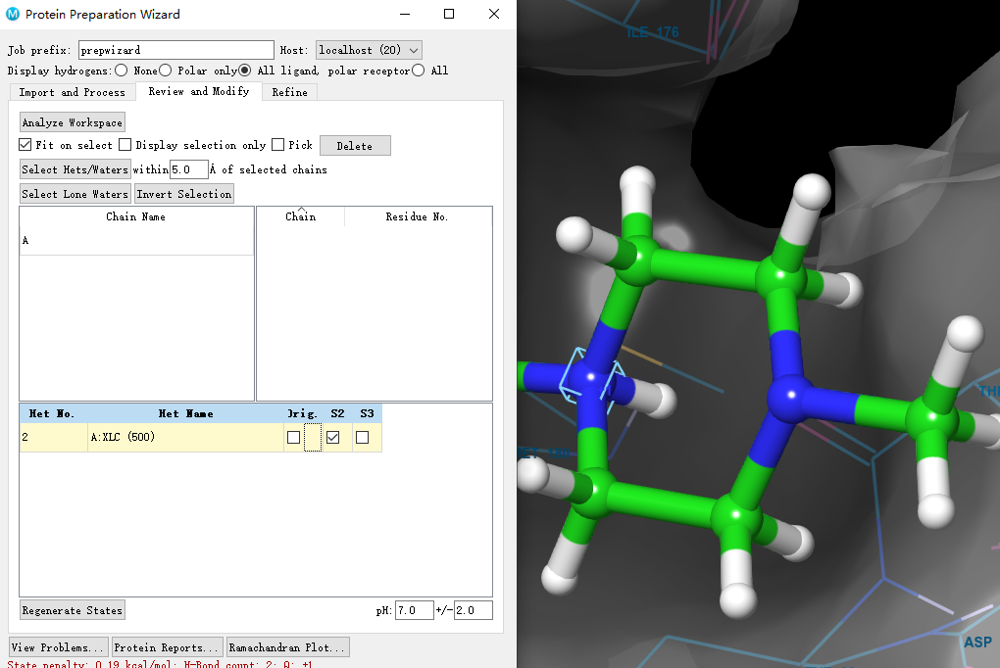 Protein Preparation Wizard
Job prefix: prepwizard Host: localhost (20)
Display hydrogens: None Polar only All ligand, polar receptor All
Import and Process Review and Modify Refine
Analyze Workspace
Fit on select Display selection only Pick Delete
Select Hets/Waters within 5.0 Å of selected chains
Select Lone Waters Invert Selection
Chain Name Chain Residue No.
A
Het No. Het Name Orig. S2 S3
2 A:XLC (500)
Regenerate States pH: 7.0 +/- 2.0
View Problems... Protein Reports... Ramachandran Plot...
State penalty: 0.19 kcal/mol; H-Bond count: 2; Q: +1
ILE 176
ASP